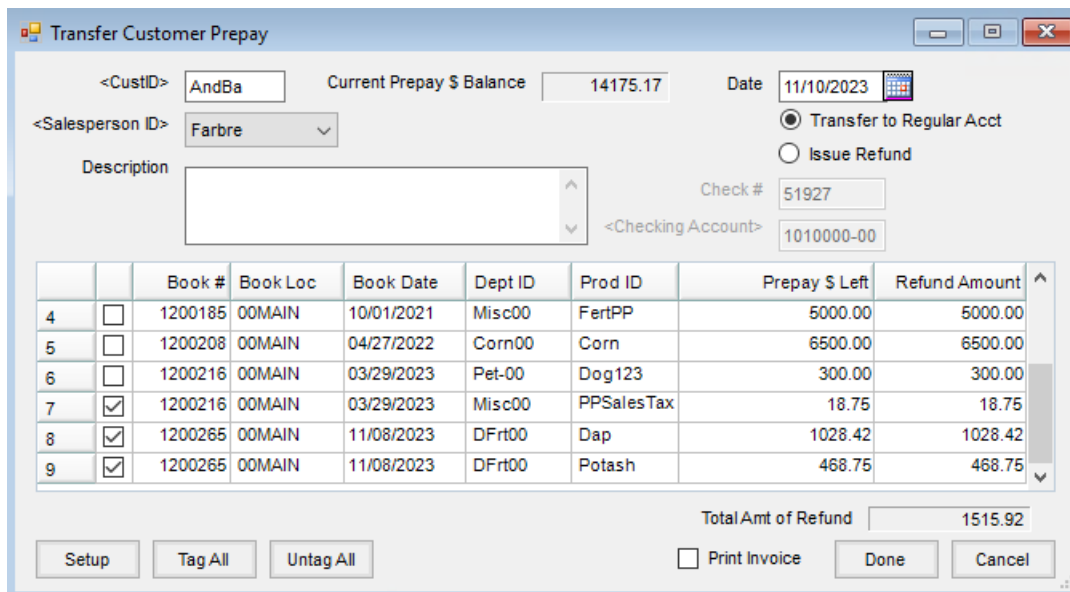 Transfer Customer Prepay
<CustID> AndBa Current Prepay $ Balance 14175.17 Date 11/10/2023
<Salesperson ID> Farbre Transfer to Regular Acct
Issue Refund
Description
Check # 51927
<Checking Account> 1010000-00
Book # Book Loc Book Date Dept ID Prod ID Prepay $ Left Refund Amount
4 1200185 00MAIN 10/01/2021 Misc00 FertPP 5000.00 5000.00
5 1200208 00MAIN 04/27/2022 Corn00 Corn 6500.00 6500.00
6 1200216 00MAIN 03/29/2023 Pet-00 Dog123 300.00 300.00
7 1200216 00MAIN 03/29/2023 Misc00 PPSalesTax 18.75 18.75
8 1200265 00MAIN 11/08/2023 DFrt00 Dap 1028.42 1028.42
9 1200265 00MAIN 11/08/2023 DFrt00 Potash 468.75 468.75
Total Amt of Refund 1515.92
Setup Tag All Untag All Print Invoice Done Cancel